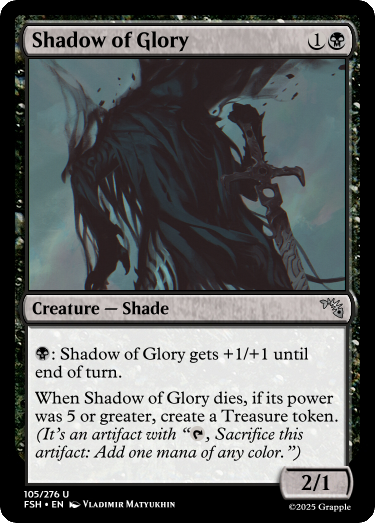 Shadow of Glory 1
Creature — Shade
: Shadow of Glory gets +1/+1 until
end of turn.
When Shadow of Glory dies, if its power
was 5 or greater, create a Treasure token.
(It's an artifact with “, Sacrifice this
artifact: Add one mana of any color.”)
2/1
105/276 U
FSH • EN Vladimir Matyukhin
©2025 Grapple